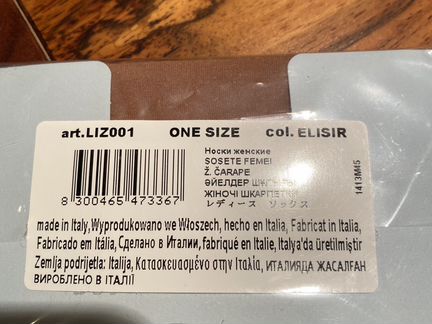 art.LIZ001 ONE SIZE col. ELISIR
Носки женские
SOSETE FEMEI
Ž. ČARAPE
ӘЙЕЛДЕР
ЖІНОЧІ ШКАРПЕТКИ
レディース ソックス
1413M45
8 300465 473367
made in Italy,Wyprodukowano we Włoszech, hecho en Italia, Fabricat in Italia,
Fabricado em Itália, Сделано в Италии, fabriqué en Italie, Italya'da üretilmiştir
Zemlja podrijetla: Italija, Κατασκευασμένο στην Ιταλία, ИТАЛИЯДА ЖАСАЛҒАН
ВИРОБЛЕНО В ІТАЛІЇ